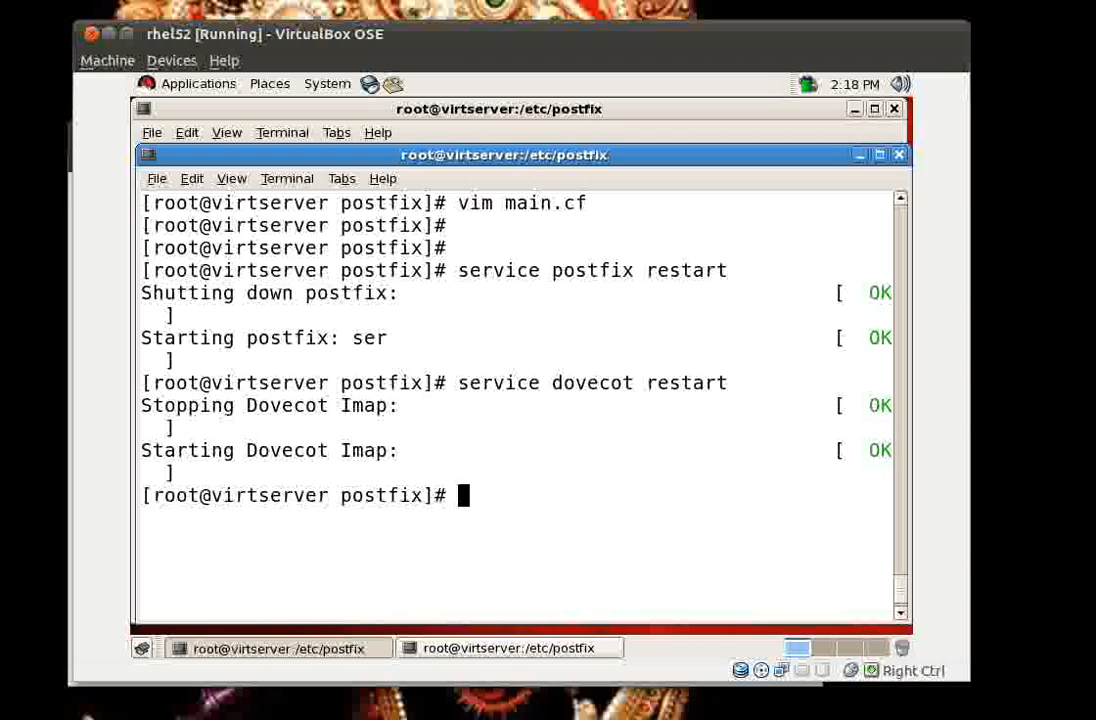 rhel52 [Running] - VirtualBox OSE
Machine Devices Help
Applications Places System 2:18 PM
root@virtserver:/etc/postfix
File Edit View Terminal Tabs Help
root@virtserver:/etc/postfix
File Edit View Terminal Tabs Help
[root@virtserver postfix]# vim main.cf
[root@virtserver postfix]#
[root@virtserver postfix]#
[root@virtserver postfix]# service postfix restart
Shutting down postfix: [ OK
]
Starting postfix: ser [ OK
]
[root@virtserver postfix]# service dovecot restart
Stopping Dovecot Imap: [ OK
]
Starting Dovecot Imap: [ OK
]
[root@virtserver postfix]#
root@virtserver:/etc/postfix root@virtserver:/etc/postfix
Right Ctrl